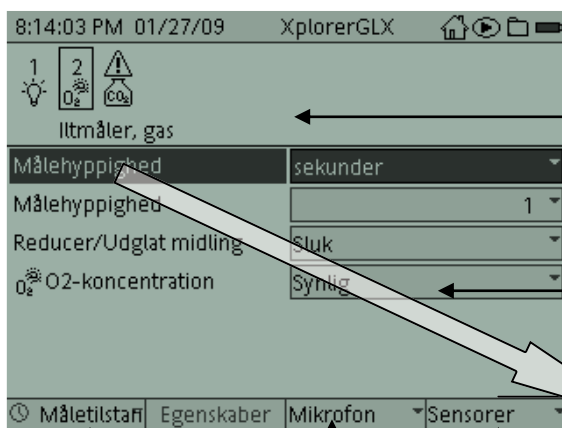 8:14:03 PM 01/27/09 XplorerGLX
1 2
O₂ CO₂
Iltmåler, gas
Målehyppighed sekunder
Målehyppighed 1
Reducer/Udglat midling Sluk
O₂ O2-koncentration Synlig
Måletilstan Egenskaber Mikrofon Sensorer